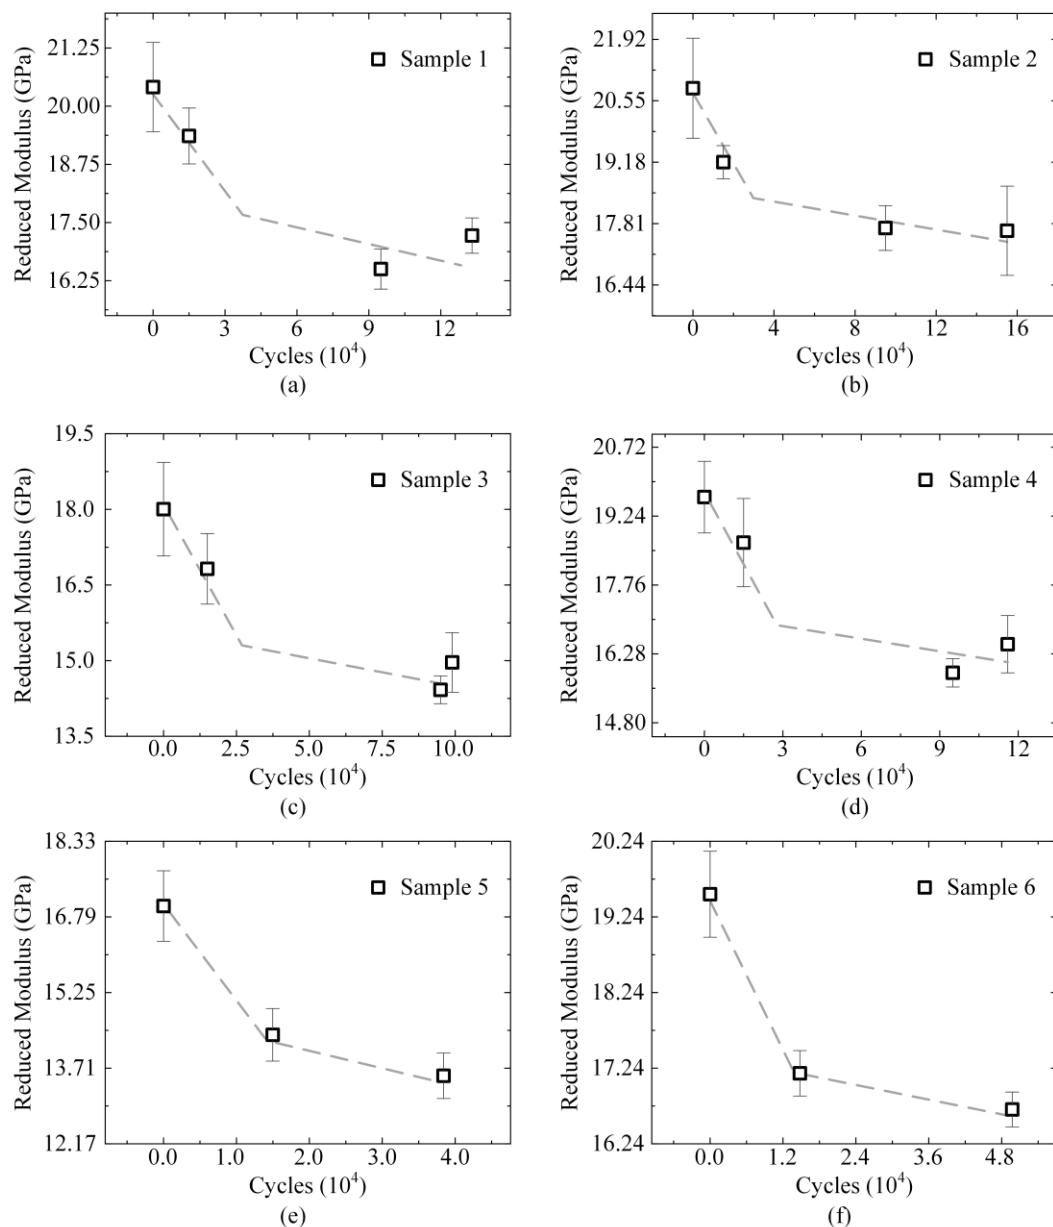 21.25
20.00
18.75
17.50
16.25
Reduced Modulus (GPa)
Sample 1
0 3 6 9 12
Cycles (10⁴)
(a)
21.92
20.55
19.18
17.81
16.44
Reduced Modulus (GPa)
Sample 2
0 4 8 12 16
Cycles (10⁴)
(b)
19.5
18.0
16.5
15.0
13.5
Reduced Modulus (GPa)
Sample 3
0.0 2.5 5.0 7.5 10.0
Cycles (10⁴)
(c)
20.72
19.24
17.76
16.28
14.80
Reduced Modulus (GPa)
Sample 4
0 3 6 9 12
Cycles (10⁴)
(d)
18.33
16.79
15.25
13.71
12.17
Reduced Modulus (GPa)
Sample 5
0.0 1.0 2.0 3.0 4.0
Cycles (10⁴)
(e)
20.24
19.24
18.24
17.24
16.24
Reduced Modulus (GPa)
Sample 6
0.0 1.2 2.4 3.6 4.8
Cycles (10⁴)
(f)